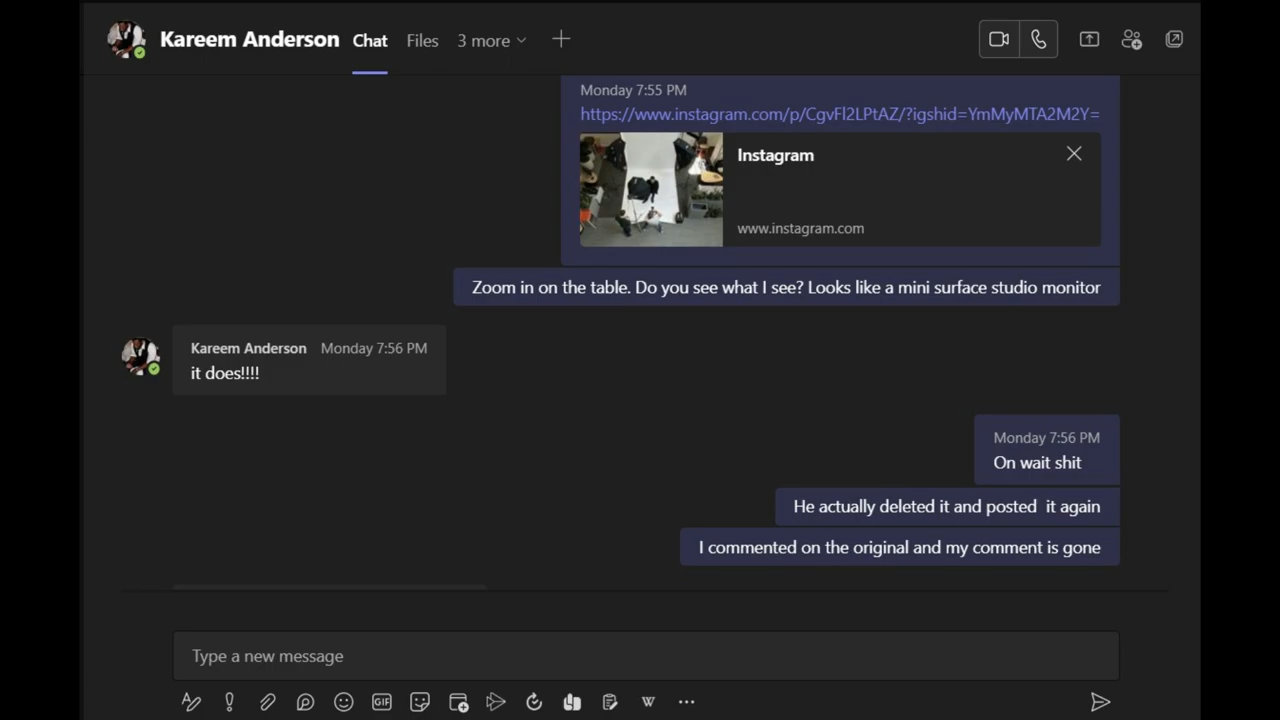 Kareem Anderson Chat Files 3 more
Monday 7:55 PM
https://www.instagram.com/p/CgvFl2LPtAZ/?igshid=YmMyMTA2M2Y=
Instagram
www.instagram.com
Zoom in on the table. Do you see what I see? Looks like a mini surface studio monitor
Kareem Anderson Monday 7:56 PM
it does!!!!
Monday 7:56 PM
On wait shit
He actually deleted it and posted  it again
I commented on the original and my comment is gone
Type a new message
GIF
W